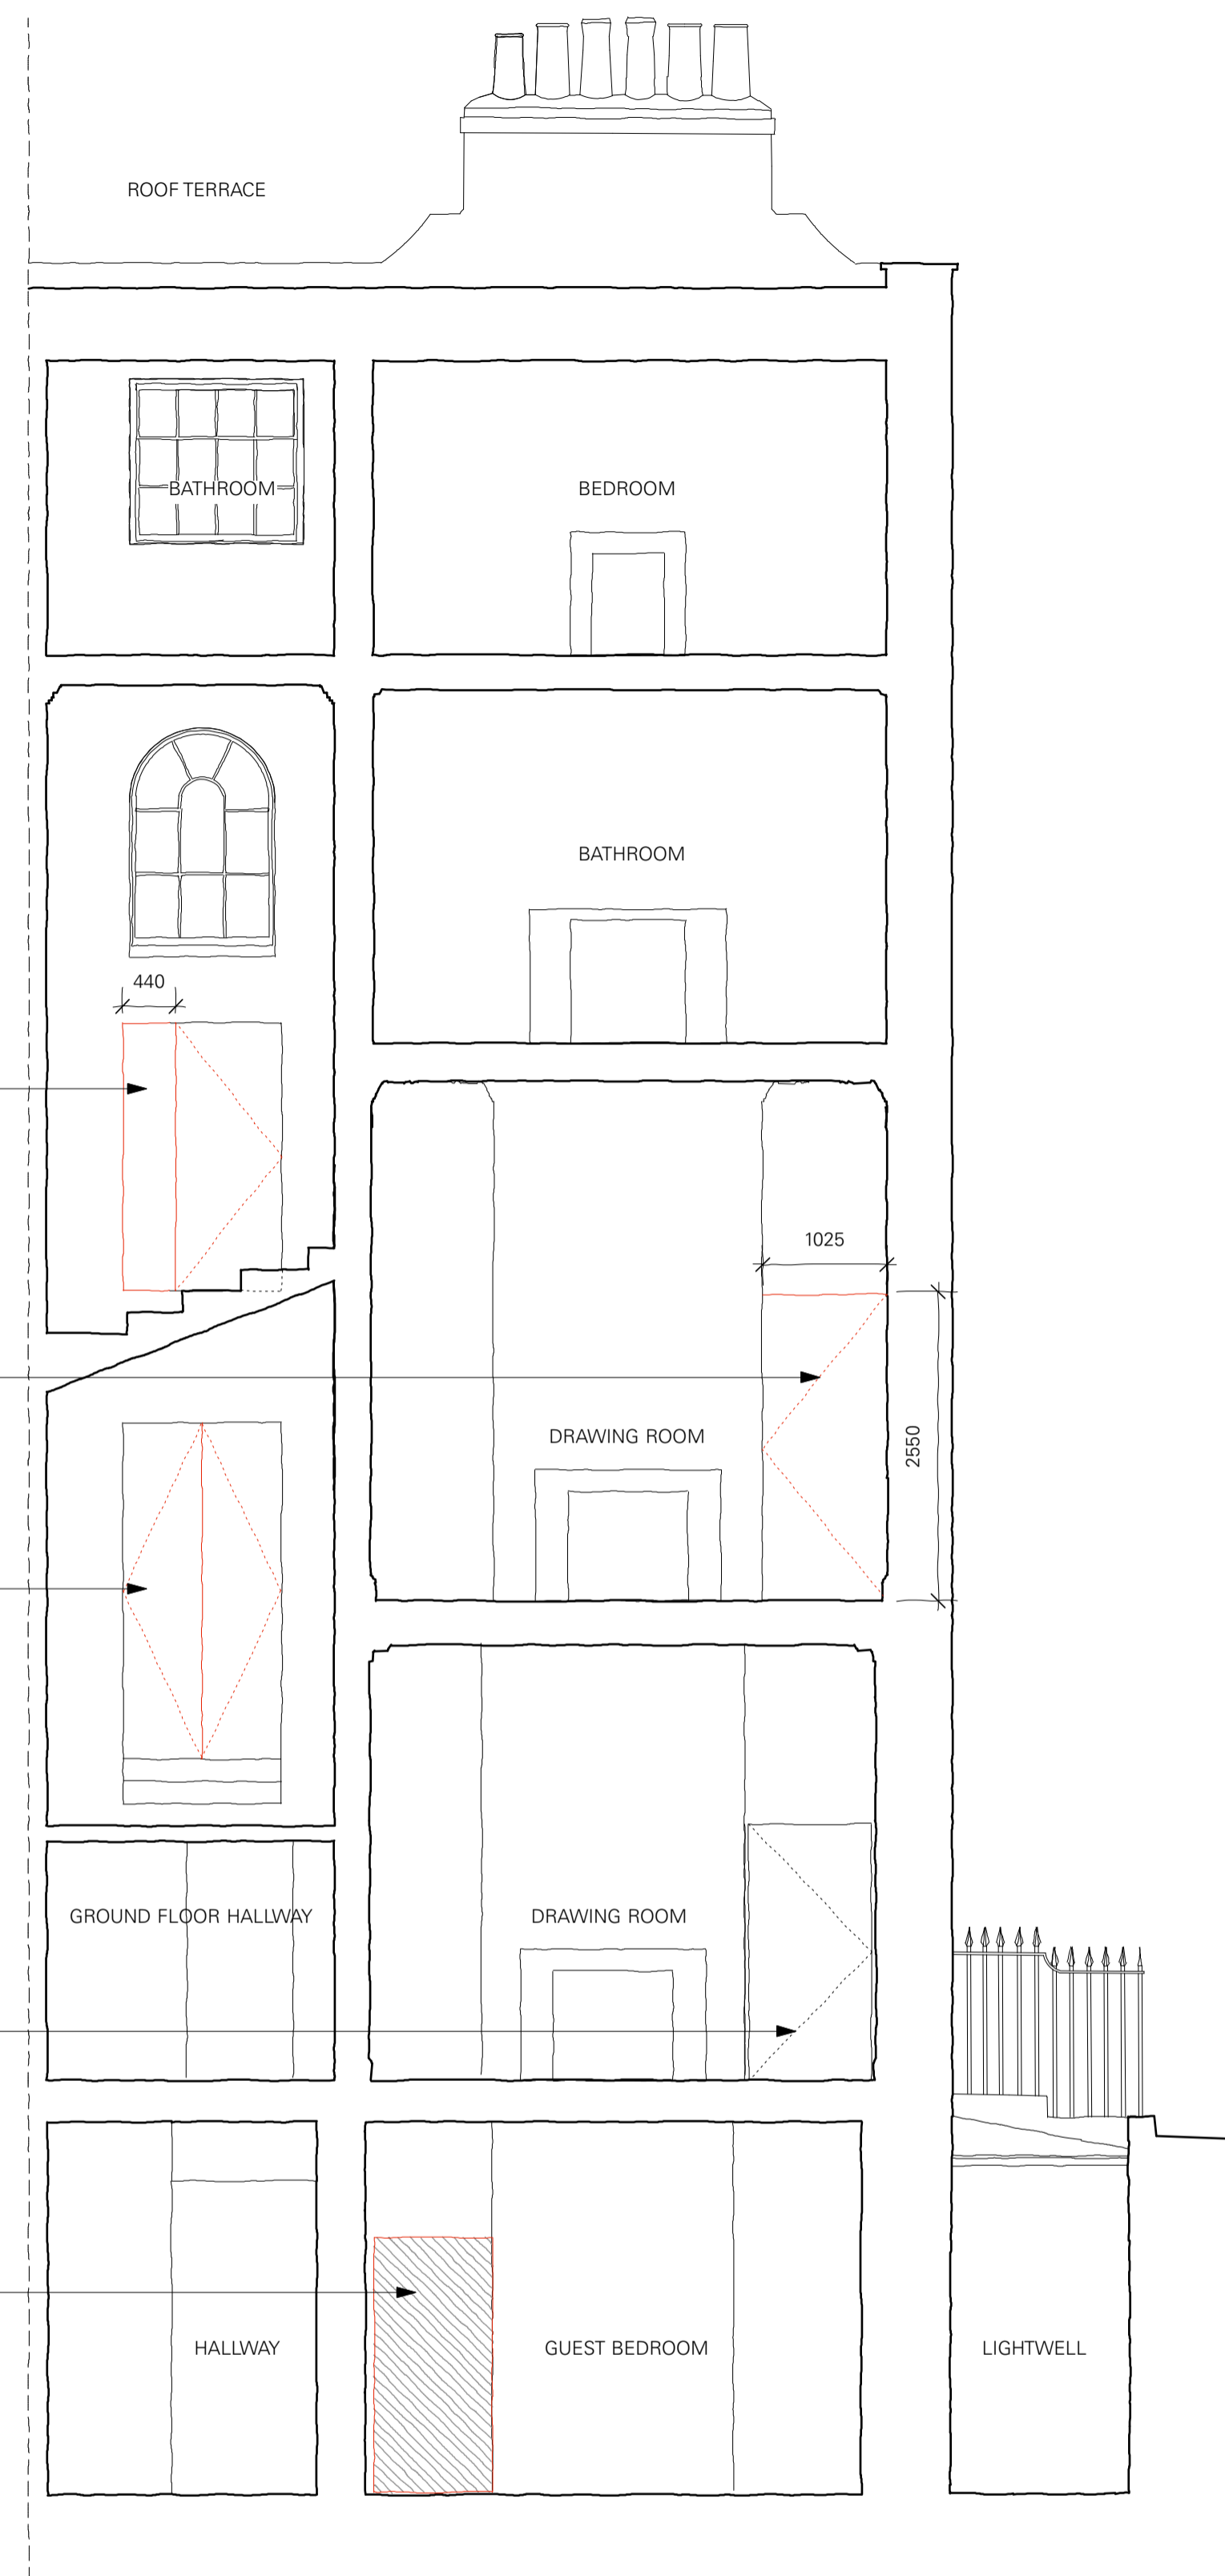 ROOF TERRACE
BATHROOM
BEDROOM
BATHROOM
440
1025
DRAWING ROOM
2550
GROUND FLOOR HALLWAY
DRAWING ROOM
HALLWAY
GUEST BEDROOM
LIGHTWELL